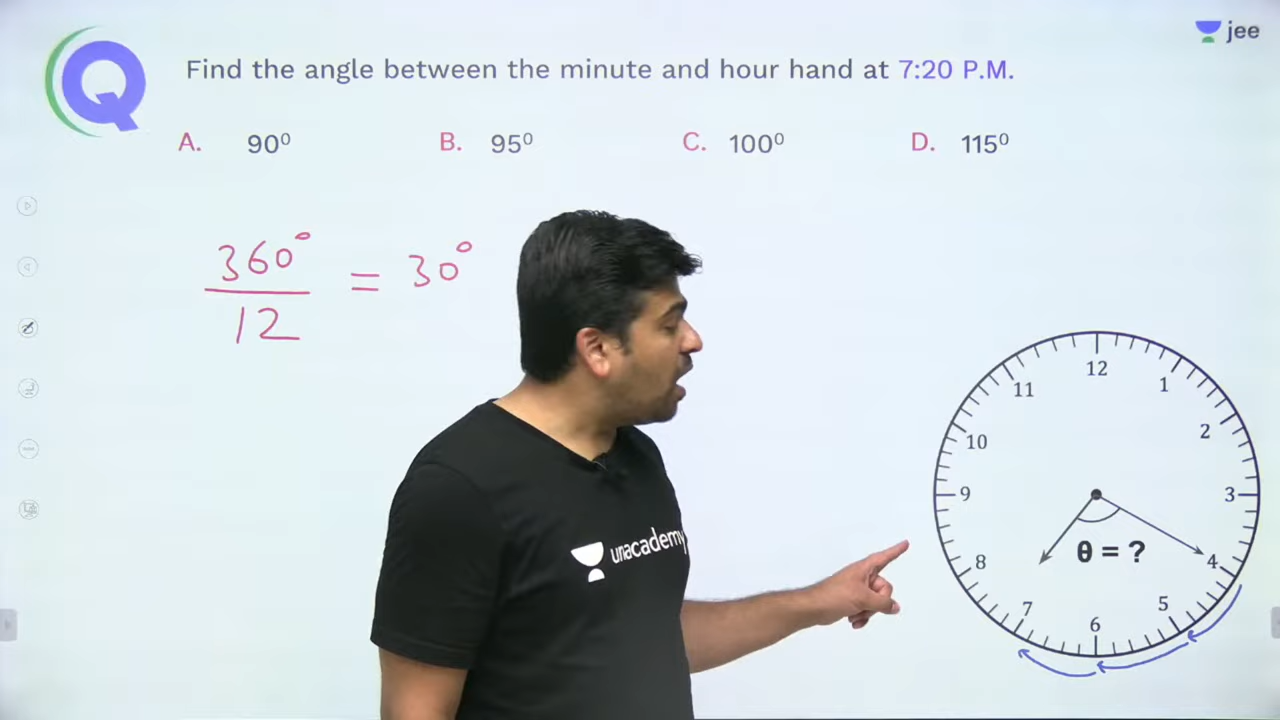 jee
Q
Find the angle between the minute and hour hand at 7:20 P.M.
A. 90⁰ B. 95⁰ C. 100⁰ D. 115⁰
360°
12
= 30°
unacademy
12
11
1
10
2
9
3
8
4
7
5
6
θ = ?